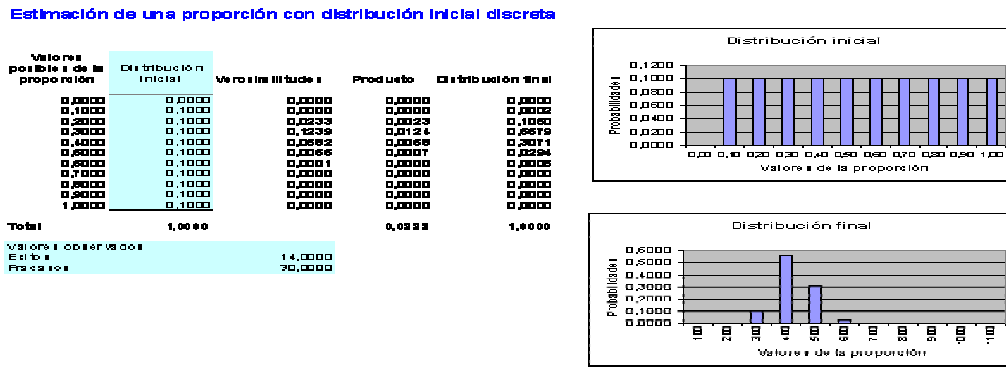 Estimación de una proporción con distribución inicial discreta
Valores posibles de la proporción Distribución inicial Verosimilitudes Producto Distribución final
0,0000 0,1000 0,0000 0,0000 0,0000
0,1000 0,1000 0,0000 0,0000 0,0002
0,2000 0,1000 0,0233 0,0023 0,1050
0,3000 0,1000 0,1239 0,0124 0,5579
0,4000 0,1000 0,0682 0,0068 0,3071
0,5000 0,1000 0,0065 0,0007 0,0294
0,6000 0,1000 0,0001 0,0000 0,0005
0,7000 0,1000 0,0000 0,0000 0,0000
0,8000 0,1000 0,0000 0,0000 0,0000
0,9000 0,1000 0,0000 0,0000 0,0000
1,0000 0,1000 0,0000 0,0000 0,0000
Total 1,0000 0,0222 1,0000
Valores observados
Exitos 14,0000
Fracasos 30,0000
Distribución inicial
Probabilidades
0,1200
0,1000
0,0800
0,0600
0,0400
0,0200
0,0000
0,00 0,10 0,20 0,30 0,40 0,50 0,60 0,70 0,80 0,90 1,00
Valores de la proporción
Distribución final
Probabilidades
0,6000
0,5000
0,4000
0,3000
0,2000
0,1000
0,0000
Valores de la proporción